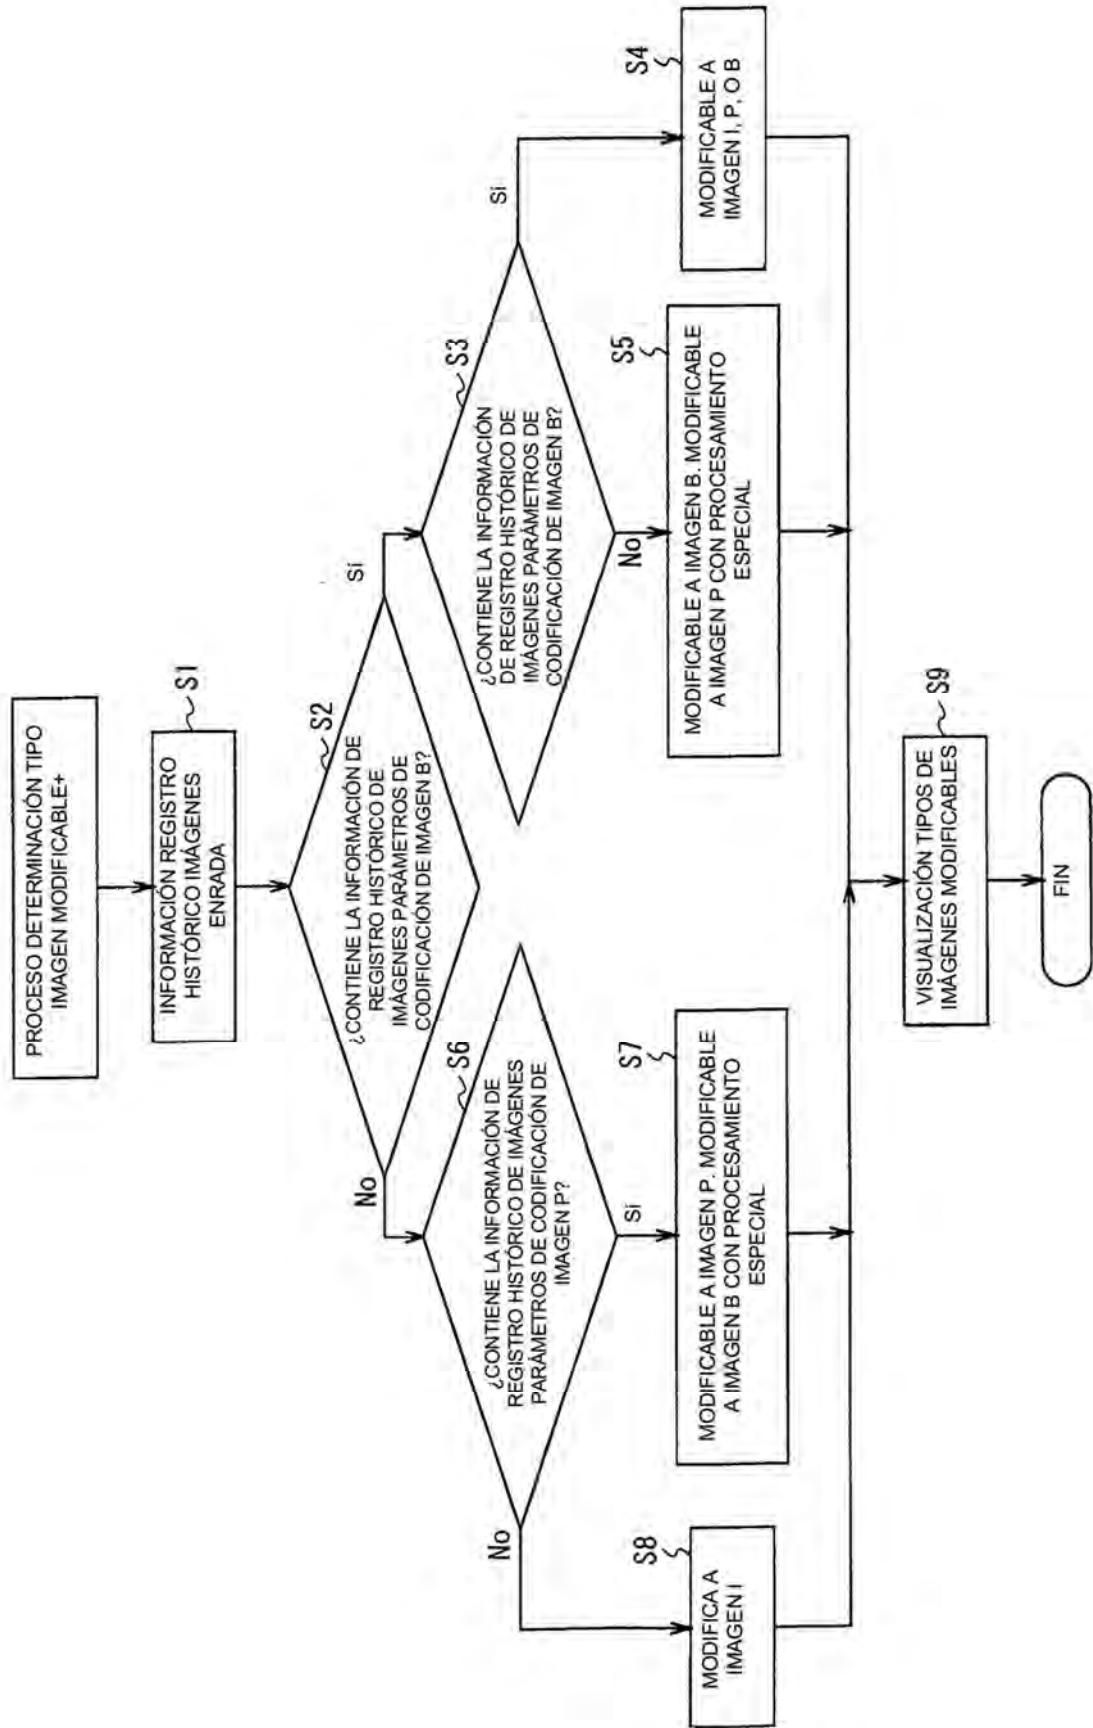 PROCESO DETERMINACIÓN TIPO
IMAGEN MODIFICABLE+
S1
INFORMACIÓN REGISTRO
HISTÓRICO IMÁGENES
ENRADA
S2
¿CONTIENE LA INFORMACIÓN DE
REGISTRO HISTÓRICO DE
IMÁGENES PARÁMETROS DE
CODIFICACIÓN DE IMAGEN B?
No
Sí
S6
¿CONTIENE LA INFORMACIÓN DE
REGISTRO HISTÓRICO DE IMÁGENES
PARÁMETROS DE CODIFICACIÓN DE
IMAGEN P?
No
Sí
S3
¿CONTIENE LA INFORMACIÓN
DE REGISTRO HISTÓRICO DE
IMÁGENES PARÁMETROS DE
CODIFICACIÓN DE IMAGEN B?
No
Sí
S8
MODIFICA A
IMAGEN I
S7
MODIFICABLE A IMAGEN P. MODIFICABLE
A IMAGEN B CON PROCESAMIENTO
ESPECIAL
S5
MODIFICABLE A IMAGEN B. MODIFICABLE
A IMAGEN P CON PROCESAMIENTO
ESPECIAL
S4
MODIFICABLE A
IMAGEN I, P, O B
S9
VISUALIZACIÓN TIPOS DE
IMÁGENES MODIFICABLES
FIN